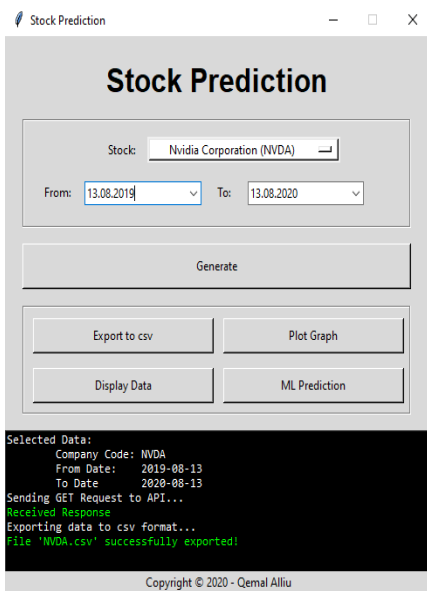 Stock Prediction
Stock Prediction
Stock: Nvidia Corporation (NVDA)
From: 13.08.2019 To: 13.08.2020
Generate
Export to csv Plot Graph
Display Data ML Prediction
Selected Data:
Company Code: NVDA
From Date: 2019-08-13
To Date 2020-08-13
Sending GET Request to API...
Received Response
Exporting data to csv format...
File 'NVDA.csv' successfully exported!
Copyright © 2020 - Qemal Alliu